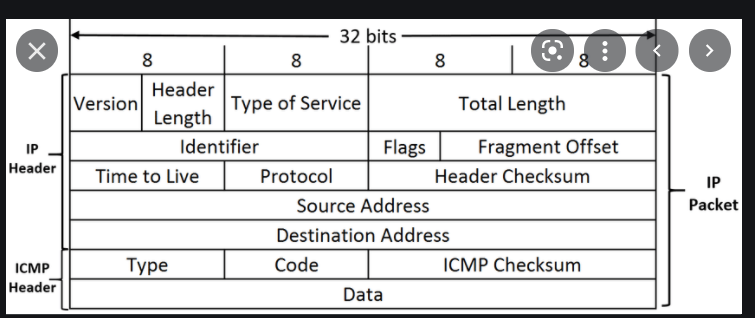 32 bits
8 8 8 8
Version Header Length Type of Service Total Length
Identifier Flags Fragment Offset
IP Header
Time to Live Protocol Header Checksum
IP Packet
Source Address
Destination Address
ICMP Header
Type Code ICMP Checksum
Data